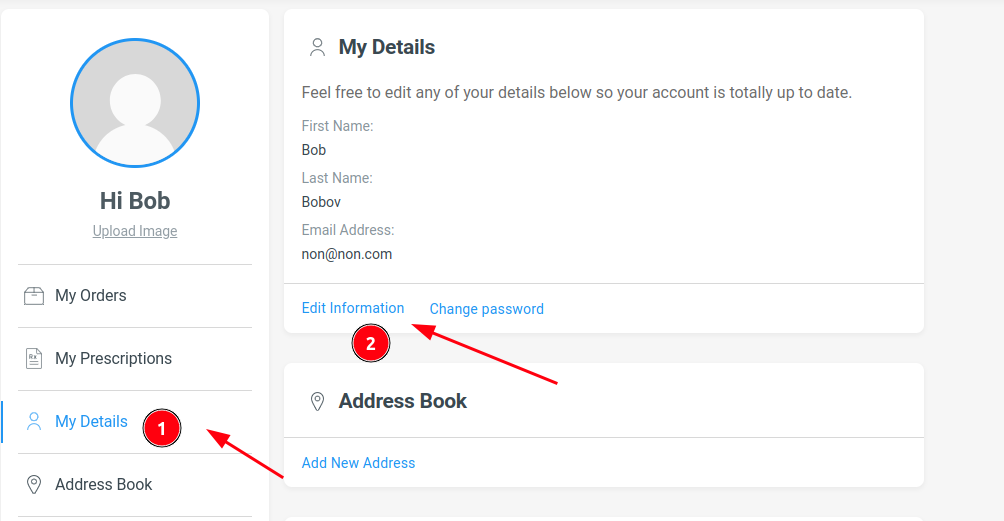 Hi Bob
Upload Image
My Orders
Rx
My Prescriptions
My Details
1
Address Book
My Details
Feel free to edit any of your details below so your account is totally up to date.
First Name:
Bob
Last Name:
Bobov
Email Address:
non@non.com
Edit Information
Change password
2
Address Book
Add New Address